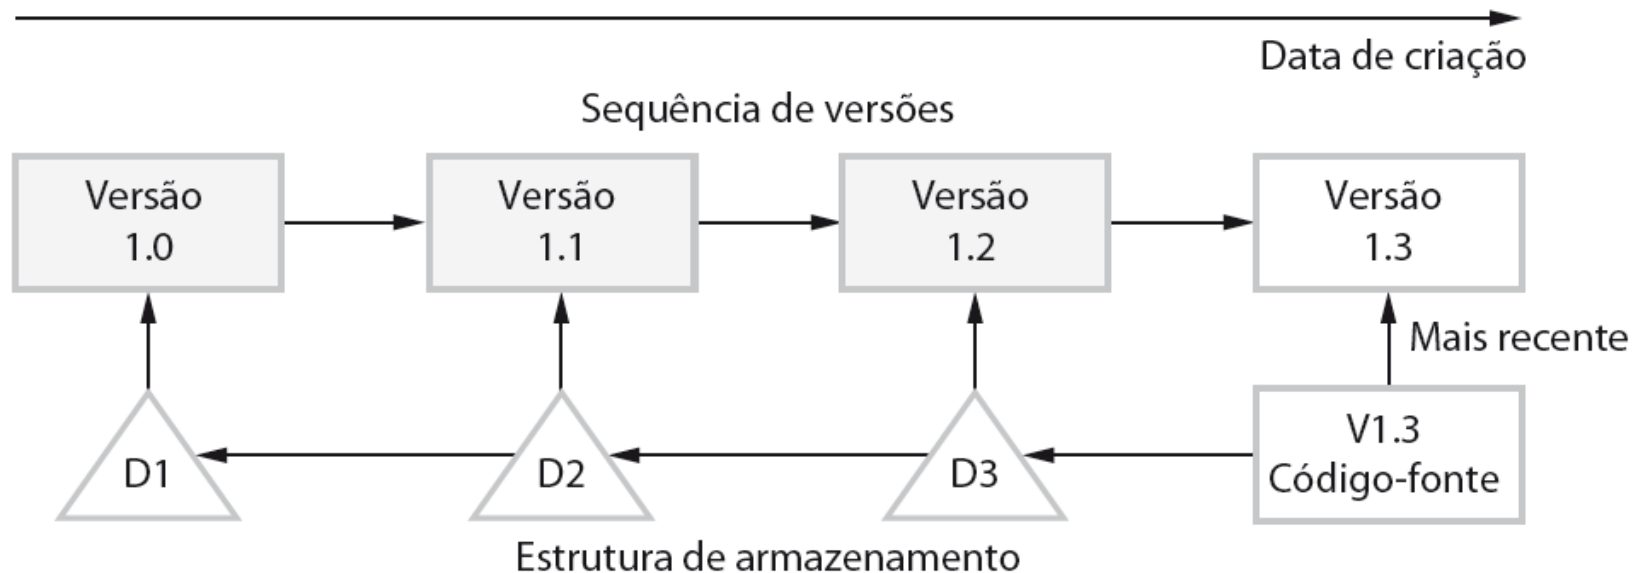 Data de criação
Sequência de versões
Versão
1.0
Versão
1.1
Versão
1.2
Versão
1.3
Mais recente
D1
D2
D3
V1.3
Código-fonte
Estrutura de armazenamento